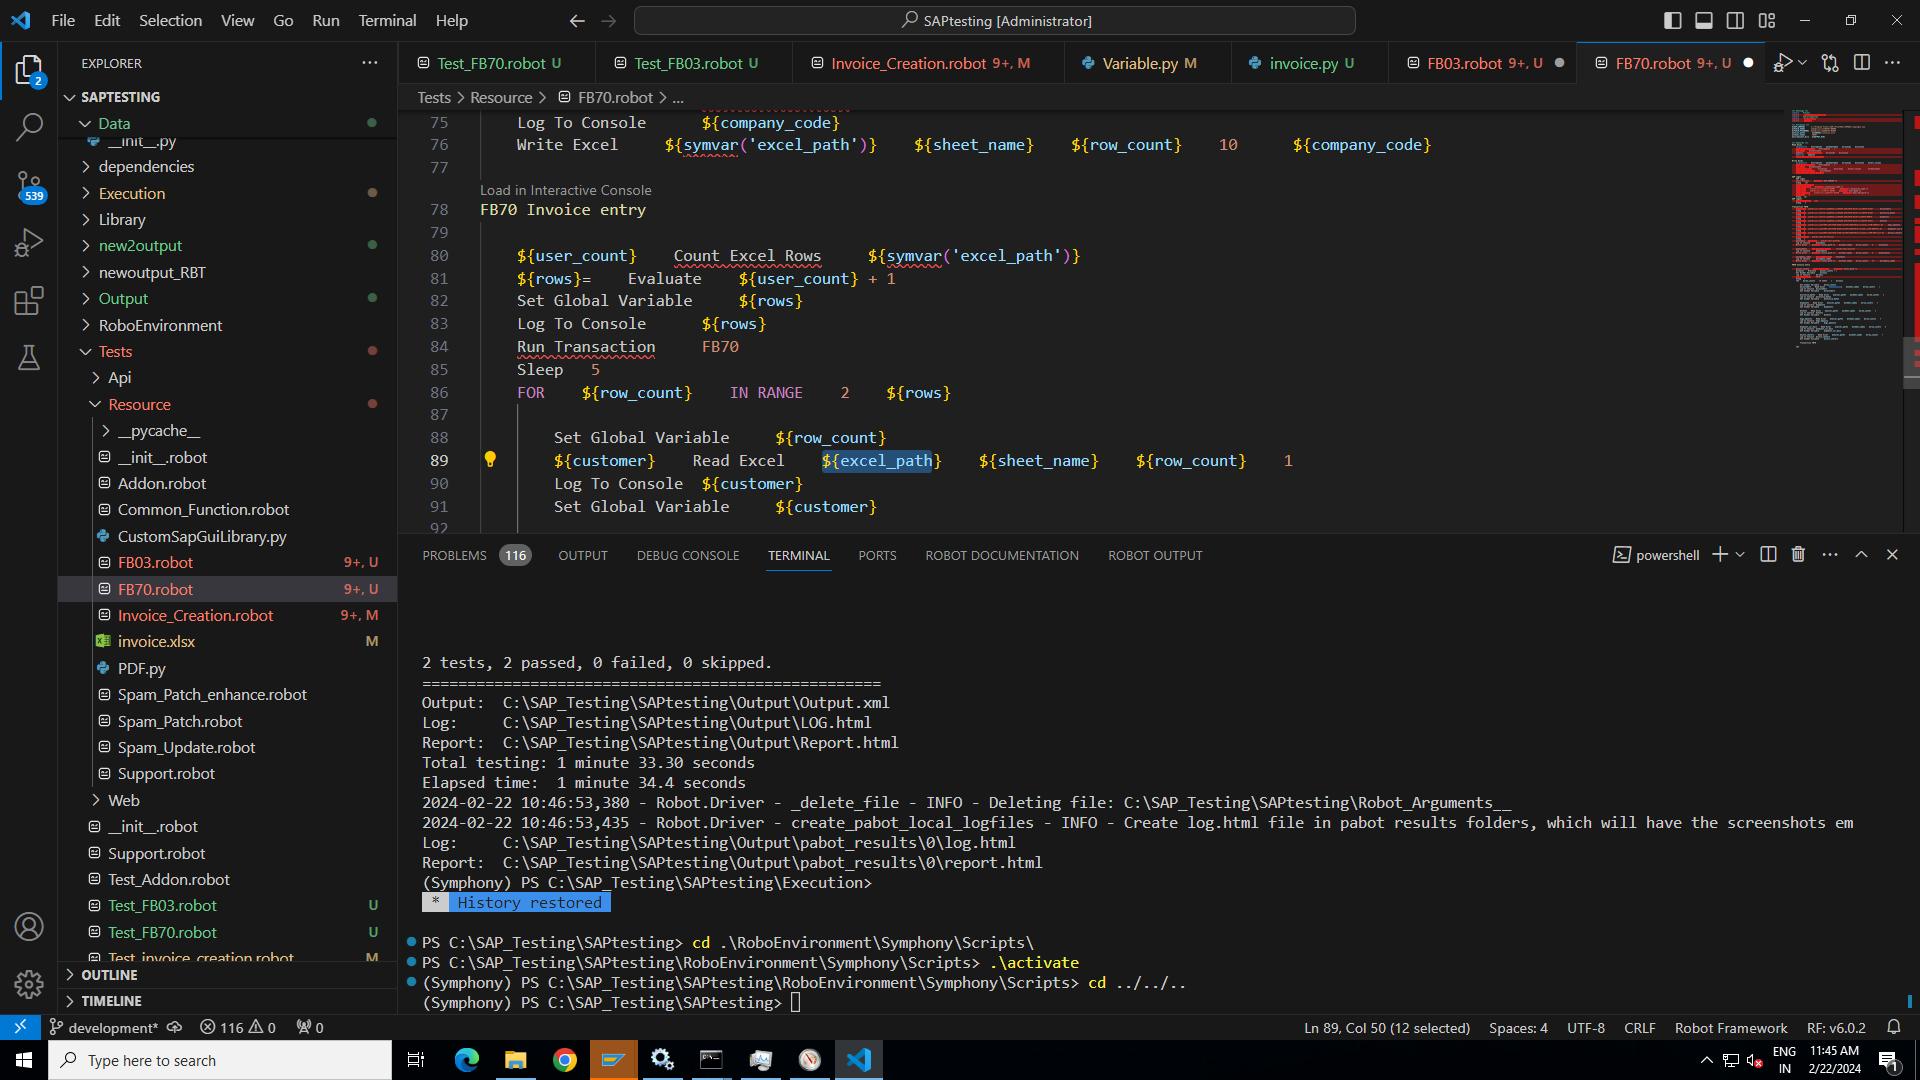 File Edit Selection View Go Run Terminal Help
SAPtesting [Administrator]
EXPLORER
SAPTESTING
Data
__init__.py
dependencies
Execution
Library
new2output
newoutput_RBT
Output
RoboEnvironment
Tests
Api
Resource
__pycache__
__init__.robot
Addon.robot
Common_Function.robot
CustomSapGuiLibrary.py
FB03.robot 9+, U
FB70.robot 9+, U
Invoice_Creation.robot 9+, M
invoice.xlsx M
PDF.py
Spam_Patch_enhance.robot
Spam_Patch.robot
Spam_Update.robot
Support.robot
Web
__init__.robot
Support.robot
Test_Addon.robot
Test_FB03.robot U
Test_FB70.robot U
Test_invoice_creation.robot M
OUTLINE
TIMELINE
2
539
Test_FB70.robot U
Test_FB03.robot U
Invoice_Creation.robot 9+, M
Variable.py M
invoice.py U
FB03.robot 9+, U
FB70.robot 9+, U
Tests > Resource > FB70.robot > ...
75 Log To Console ${company_code}
76 Write Excel ${symvar('excel_path')} ${sheet_name} ${row_count} 10 ${company_code}
77
Load in Interactive Console
78 FB70 Invoice entry
79
80 ${user_count} Count Excel Rows ${symvar('excel_path')}
81 ${rows}= Evaluate ${user_count} + 1
82 Set Global Variable ${rows}
83 Log To Console ${rows}
84 Run Transaction FB70
85 Sleep 5
86 FOR ${row_count} IN RANGE 2 ${rows}
87
88 Set Global Variable ${row_count}
89 ${customer} Read Excel ${excel_path} ${sheet_name} ${row_count} 1
90 Log To Console ${customer}
91 Set Global Variable ${customer}
92
PROBLEMS 116 OUTPUT DEBUG CONSOLE TERMINAL PORTS ROBOT DOCUMENTATION ROBOT OUTPUT
powershell
2 tests, 2 passed, 0 failed, 0 skipped.
===================================================
Output: C:\SAP_Testing\SAPtesting\Output\Output.xml
Log: C:\SAP_Testing\SAPtesting\Output\LOG.html
Report: C:\SAP_Testing\SAPtesting\Output\Report.html
Total testing: 1 minute 33.30 seconds
Elapsed time: 1 minute 34.4 seconds
2024-02-22 10:46:53,380 - Robot.Driver - _delete_file - INFO - Deleting file: C:\SAP_Testing\SAPtesting\Robot_Arguments__
2024-02-22 10:46:53,435 - Robot.Driver - create_pabot_local_logfiles - INFO - Create log.html file in pabot results folders, which will have the screenshots em
Log: C:\SAP_Testing\SAPtesting\Output\pabot_results\0\log.html
Report: C:\SAP_Testing\SAPtesting\Output\pabot_results\0\report.html
(Symphony) PS C:\SAP_Testing\SAPtesting\Execution>
* History restored
PS C:\SAP_Testing\SAPtesting> cd .\RoboEnvironment\Symphony\Scripts\
PS C:\SAP_Testing\SAPtesting\RoboEnvironment\Symphony\Scripts> .\activate
(Symphony) PS C:\SAP_Testing\SAPtesting\RoboEnvironment\Symphony\Scripts> cd ../../..
(Symphony) PS C:\SAP_Testing\SAPtesting>
development* 116 0 0
Ln 89, Col 50 (12 selected) Spaces: 4 UTF-8 CRLF Robot Framework RF: v6.0.2
Type here to search
ENG
IN
11:45 AM
2/22/2024
1